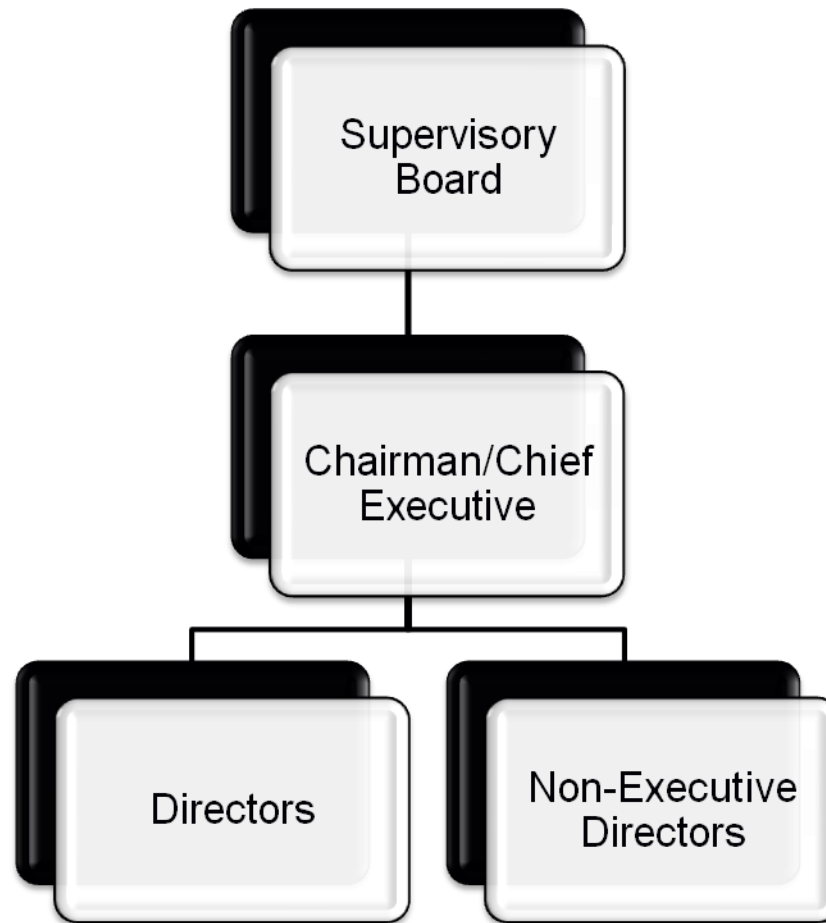 Supervisory
Board
Chairman/Chief
Executive
Directors
Non-Executive
Directors